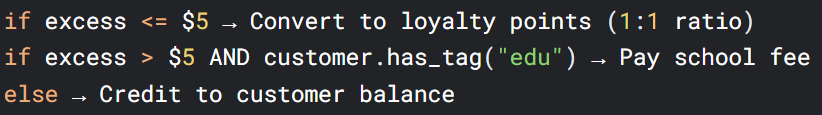 if excess <= $5 → Convert to loyalty points (1:1 ratio)
if excess > $5 AND customer.has_tag("edu") → Pay school fee
else → Credit to customer balance